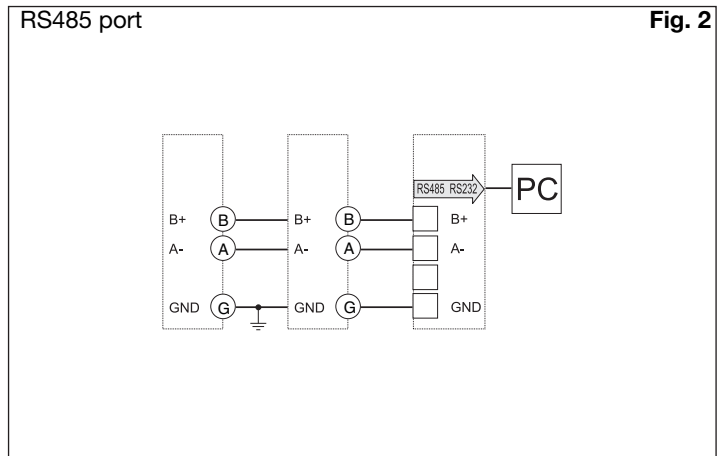 RS485 port Fig. 2
RS485 RS232 PC
B+ B B+ B B+
A- A A- A A-
GND G GND G GND